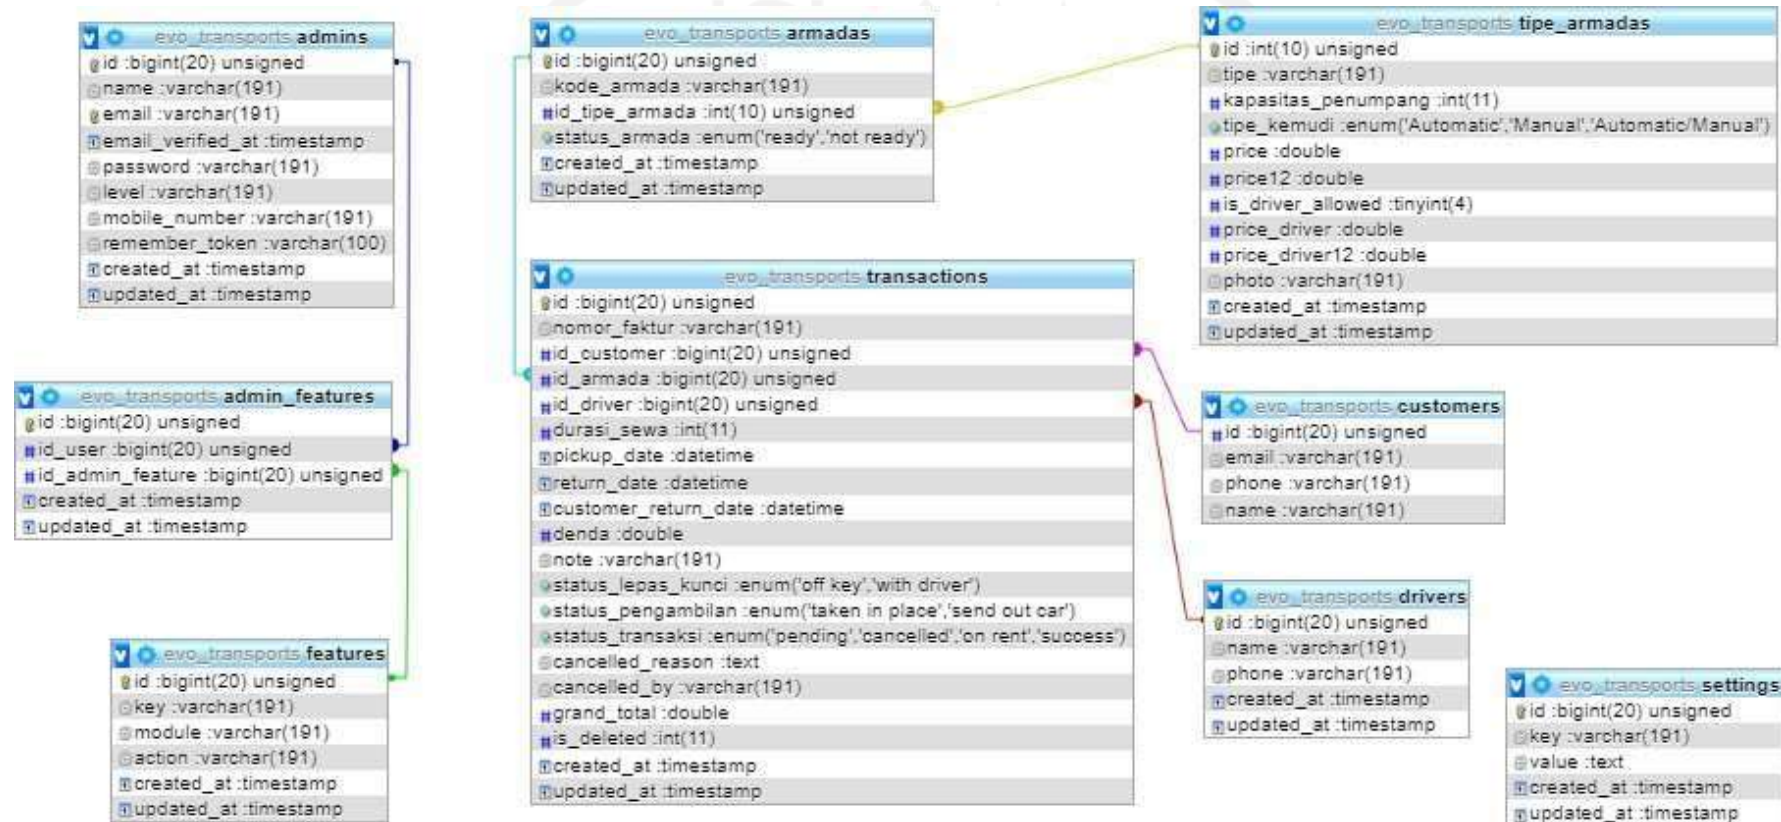 evo_transports admins
id :bigint(20) unsigned
name :varchar(191)
email :varchar(191)
email_verified_at :timestamp
password :varchar(191)
level :varchar(191)
mobile_number :varchar(191)
remember_token :varchar(100)
created_at :timestamp
updated_at :timestamp
evo_transports admin_features
id :bigint(20) unsigned
id_user :bigint(20) unsigned
id_admin_feature :bigint(20) unsigned
created_at :timestamp
updated_at :timestamp
evo_transports features
id :bigint(20) unsigned
key :varchar(191)
module :varchar(191)
action :varchar(191)
created_at :timestamp
updated_at :timestamp
evo_transports armadas
id :bigint(20) unsigned
kode_armada :varchar(191)
id_tipe_armada :int(10) unsigned
status_armada :enum('ready','not ready')
created_at :timestamp
updated_at :timestamp
evo_transports transactions
id :bigint(20) unsigned
nomor_faktur :varchar(191)
id_customer :bigint(20) unsigned
id_armada :bigint(20) unsigned
id_driver :bigint(20) unsigned
durasi_sewa :int(11)
pickup_date :datetime
return_date :datetime
customer_return_date :datetime
denda :double
note :varchar(191)
status_lepas_kunci :enum('off key','with driver')
status_pengambilan :enum('taken in place','send out car')
status_transaksi :enum('pending','cancelled','on rent','success')
cancelled_reason :text
cancelled_by :varchar(191)
grand_total :double
is_deleted :int(11)
created_at :timestamp
updated_at :timestamp
evo_transports tipe_armadas
id :int(10) unsigned
tipe :varchar(191)
kapasitas_penumpang :int(11)
tipe_kemudi :enum('Automatic','Manual','Automatic/Manual')
price :double
price12 :double
is_driver_allowed :tinyint(4)
price_driver :double
price_driver12 :double
photo :varchar(191)
created_at :timestamp
updated_at :timestamp
evo_transports customers
id :bigint(20) unsigned
email :varchar(191)
phone :varchar(191)
name :varchar(191)
evo_transports drivers
id :bigint(20) unsigned
name :varchar(191)
phone :varchar(191)
created_at :timestamp
updated_at :timestamp
evo_transports settings
id :bigint(20) unsigned
key :varchar(191)
value :text
created_at :timestamp
updated_at :timestamp